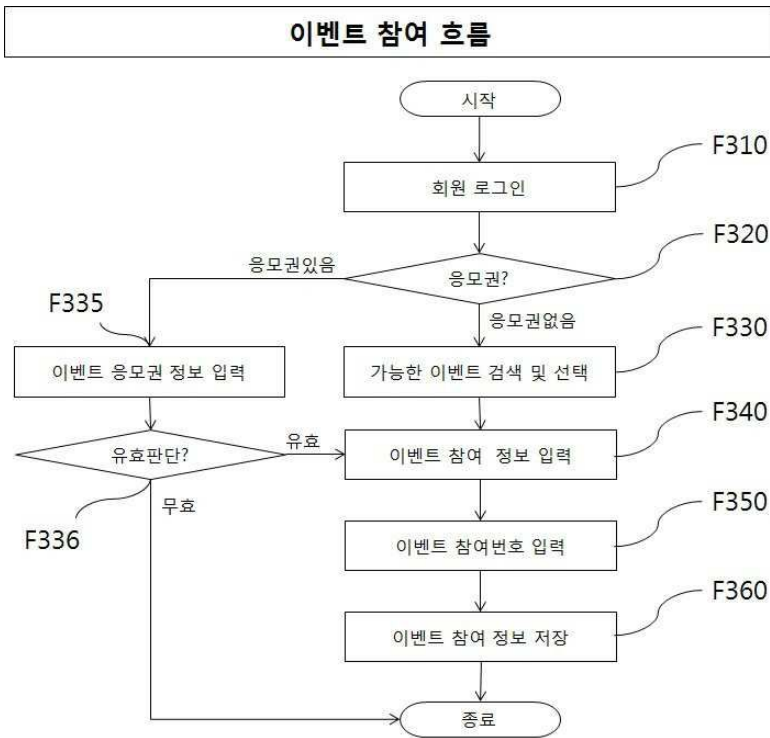 이벤트 참여 흐름
시작
F310
회원 로그인
F320
응모권있음
응모권?
F335
응모권없음
F330
이벤트 응모권 정보 입력
가능한 이벤트 검색 및 선택
F340
유효판단?
유효
이벤트 참여 정보 입력
무효
F336
F350
이벤트 참여번호 입력
F360
이벤트 참여 정보 저장
종료